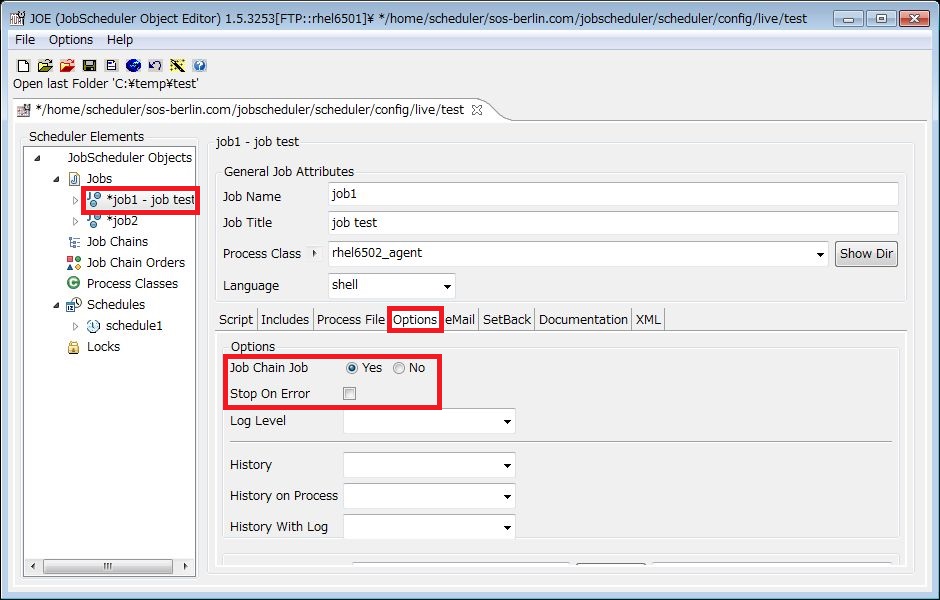 JOE (JobScheduler Object Editor) 1.5.3253[FTP::rhel6501]¥ */home/scheduler/sos-berlin.com/jobscheduler/scheduler/config/live/test
File Options Help
Open last Folder 'C:¥temp¥test'
*/home/scheduler/sos-berlin.com/jobscheduler/scheduler/config/live/test
Scheduler Elements
JobScheduler Objects
Jobs
*job1 - job test
*job2
Job Chains
Job Chain Orders
Process Classes
Schedules
schedule1
Locks
job1 - job test
General Job Attributes
Job Name job1
Job Title job test
Process Class rhel6502_agent Show Dir
Language shell
Script Includes Process File Options eMail SetBack Documentation XML
Options
Job Chain Job Yes No
Stop On Error
Log Level
History
History on Process
History With Log